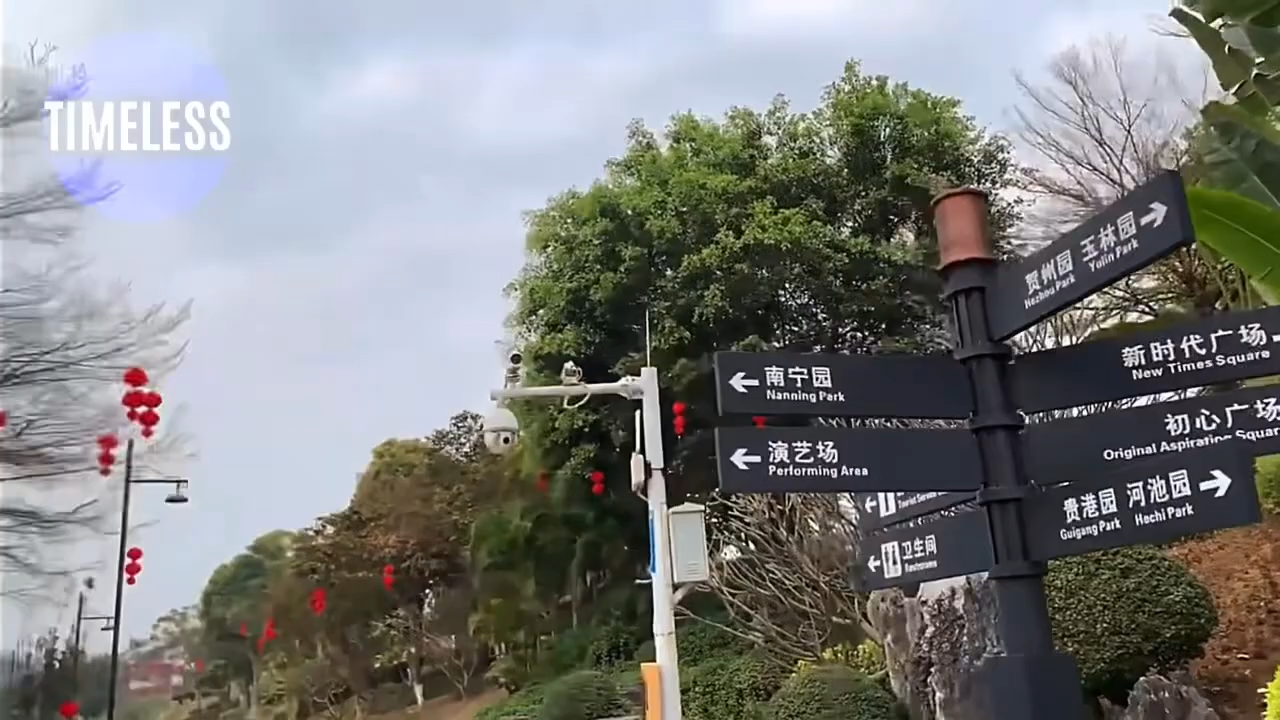 TIMELESS
贺州园 玉林园
Hezhou Park Yulin Park
新时代广场
New Times Square
南宁园
Nanning Park
初心广场
Original Aspiration Square
演艺场
Performing Area
贵港园 河池园
Guigang Park Hechi Park
Tourist
卫生间
Restrooms